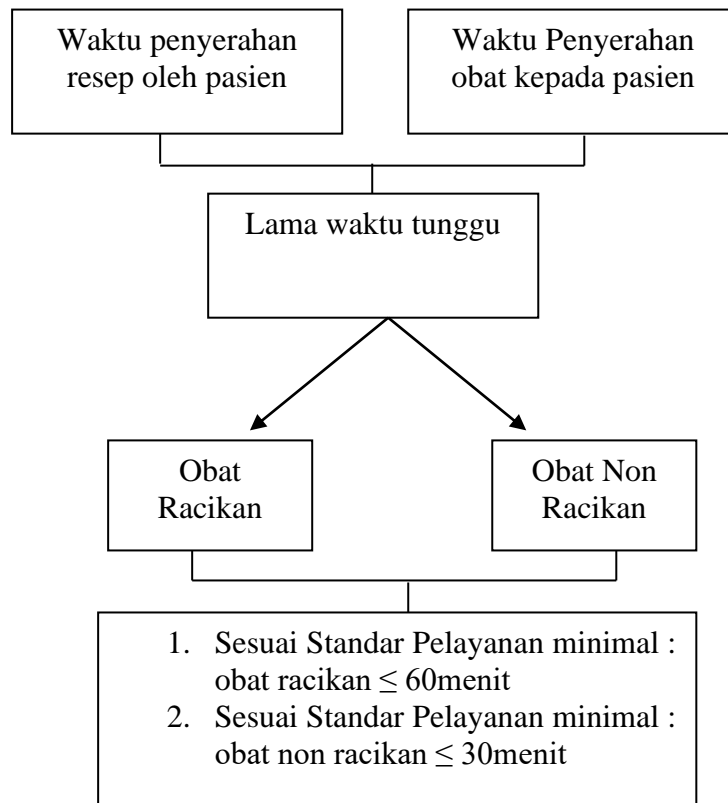 Waktu penyerahan
resep oleh pasien
Waktu Penyerahan
obat kepada pasien
Lama waktu tunggu
Obat
Racikan
Obat Non
Racikan
1. Sesuai Standar Pelayanan minimal :
obat racikan ≤ 60menit
2. Sesuai Standar Pelayanan minimal :
obat non racikan ≤ 30menit